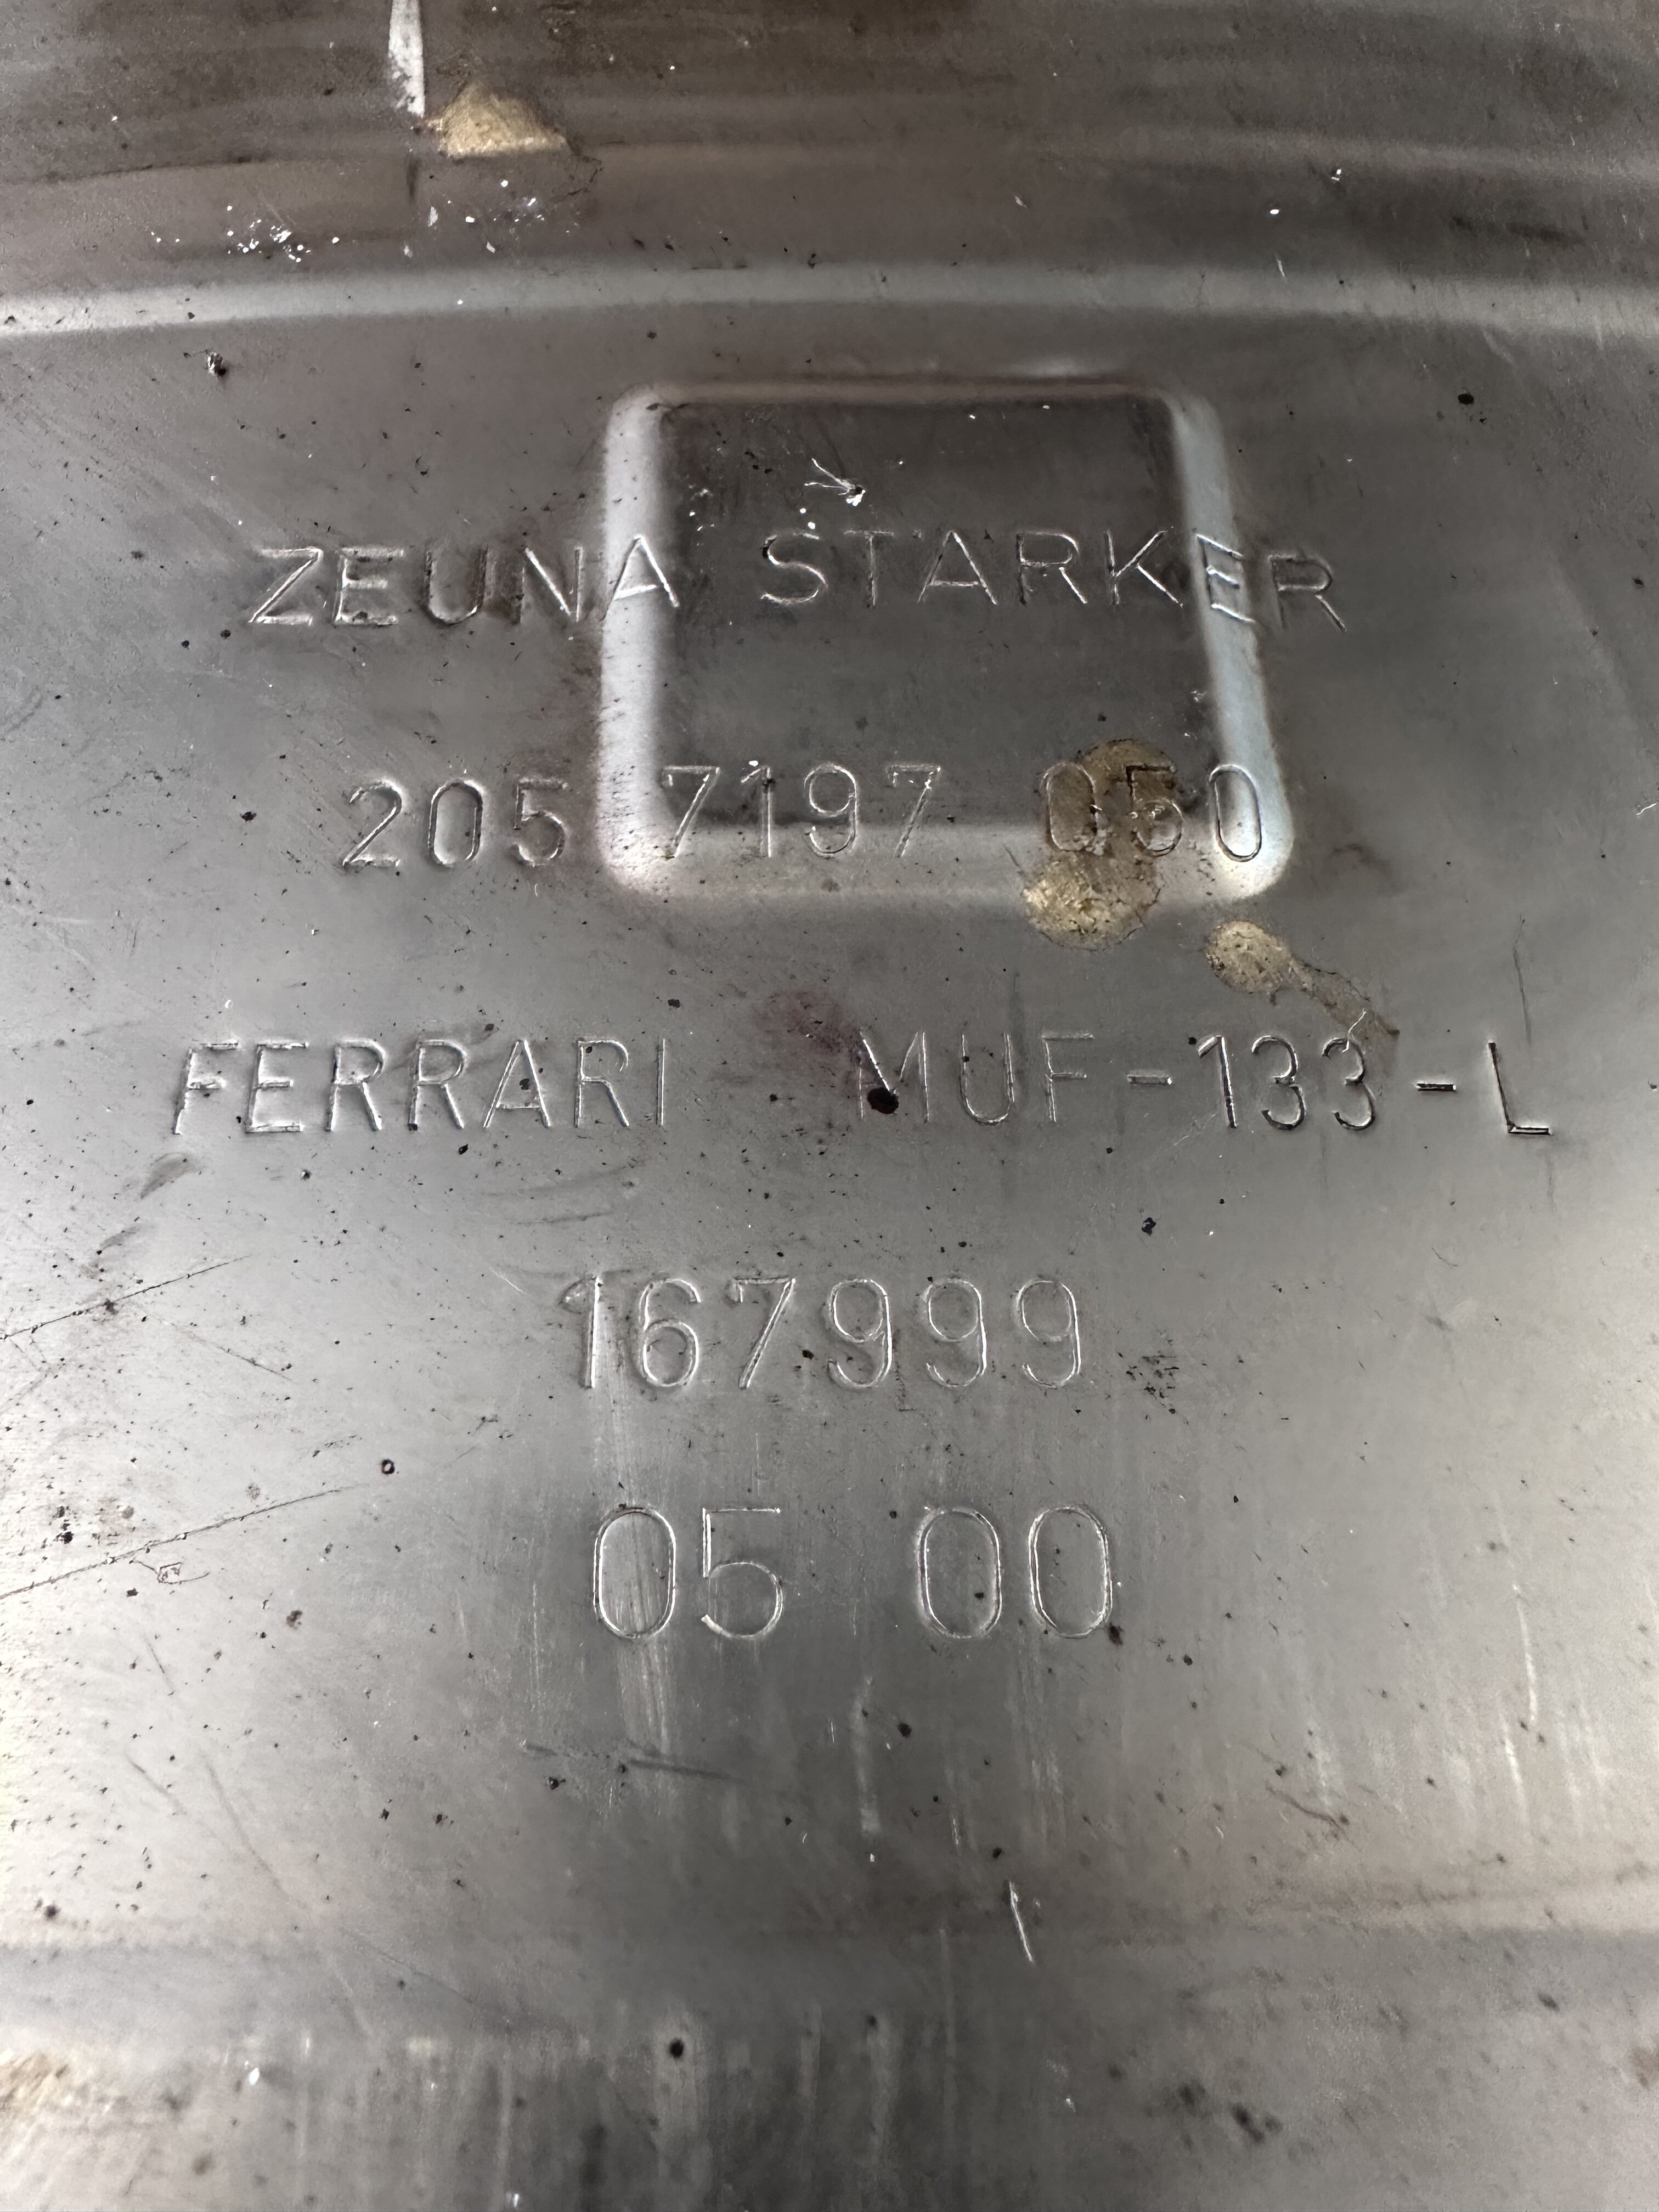 ZEUNA STARKER
205 7197 050
FERRARI MUF-133-L
167999
05 00